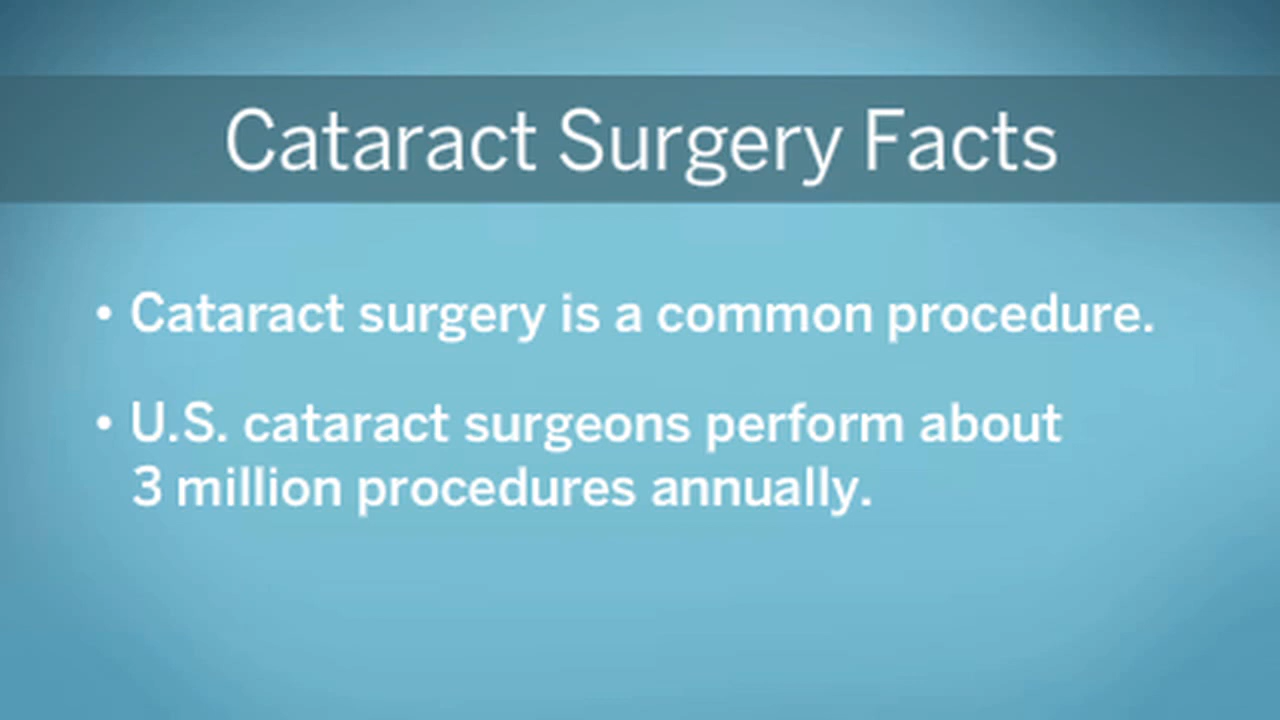 Cataract Surgery Facts
• Cataract surgery is a common procedure.
• U.S. cataract surgeons perform about
3 million procedures annually.